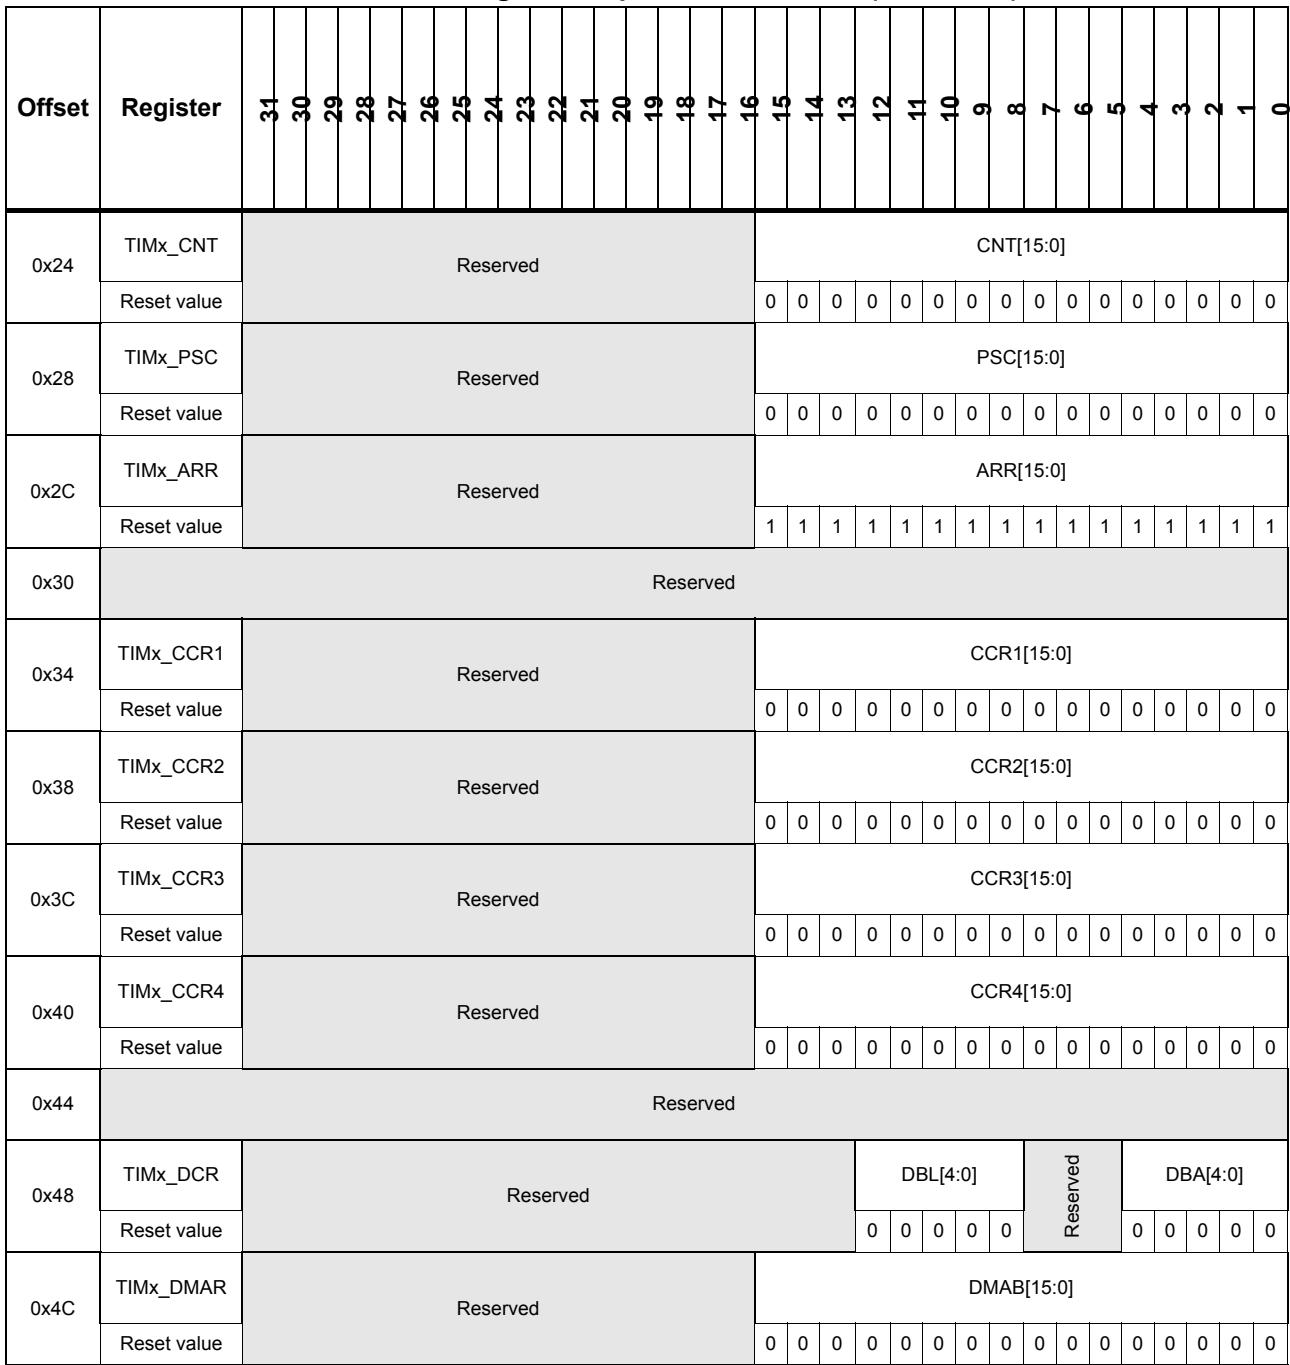 Offset Register 31 30 29 28 27 26 25 24 23 22 21 20 19 18 17 16 15 14 13 12 11 10 9 8 7 6 5 4 3 2 1 0
0x24 TIMx_CNT Reserved CNT[15:0]
Reset value 0 0 0 0 0 0 0 0 0 0 0 0 0 0 0 0
0x28 TIMx_PSC Reserved PSC[15:0]
Reset value 0 0 0 0 0 0 0 0 0 0 0 0 0 0 0 0
0x2C TIMx_ARR Reserved ARR[15:0]
Reset value 1 1 1 1 1 1 1 1 1 1 1 1 1 1 1 1
0x30 Reserved
0x34 TIMx_CCR1 Reserved CCR1[15:0]
Reset value 0 0 0 0 0 0 0 0 0 0 0 0 0 0 0 0
0x38 TIMx_CCR2 Reserved CCR2[15:0]
Reset value 0 0 0 0 0 0 0 0 0 0 0 0 0 0 0 0
0x3C TIMx_CCR3 Reserved CCR3[15:0]
Reset value 0 0 0 0 0 0 0 0 0 0 0 0 0 0 0 0
0x40 TIMx_CCR4 Reserved CCR4[15:0]
Reset value 0 0 0 0 0 0 0 0 0 0 0 0 0 0 0 0
0x44 Reserved
0x48 TIMx_DCR Reserved DBL[4:0] Reserved DBA[4:0]
Reset value 0 0 0 0 0 0 0 0 0 0
0x4C TIMx_DMAR Reserved DMAB[15:0]
Reset value 0 0 0 0 0 0 0 0 0 0 0 0 0 0 0 0